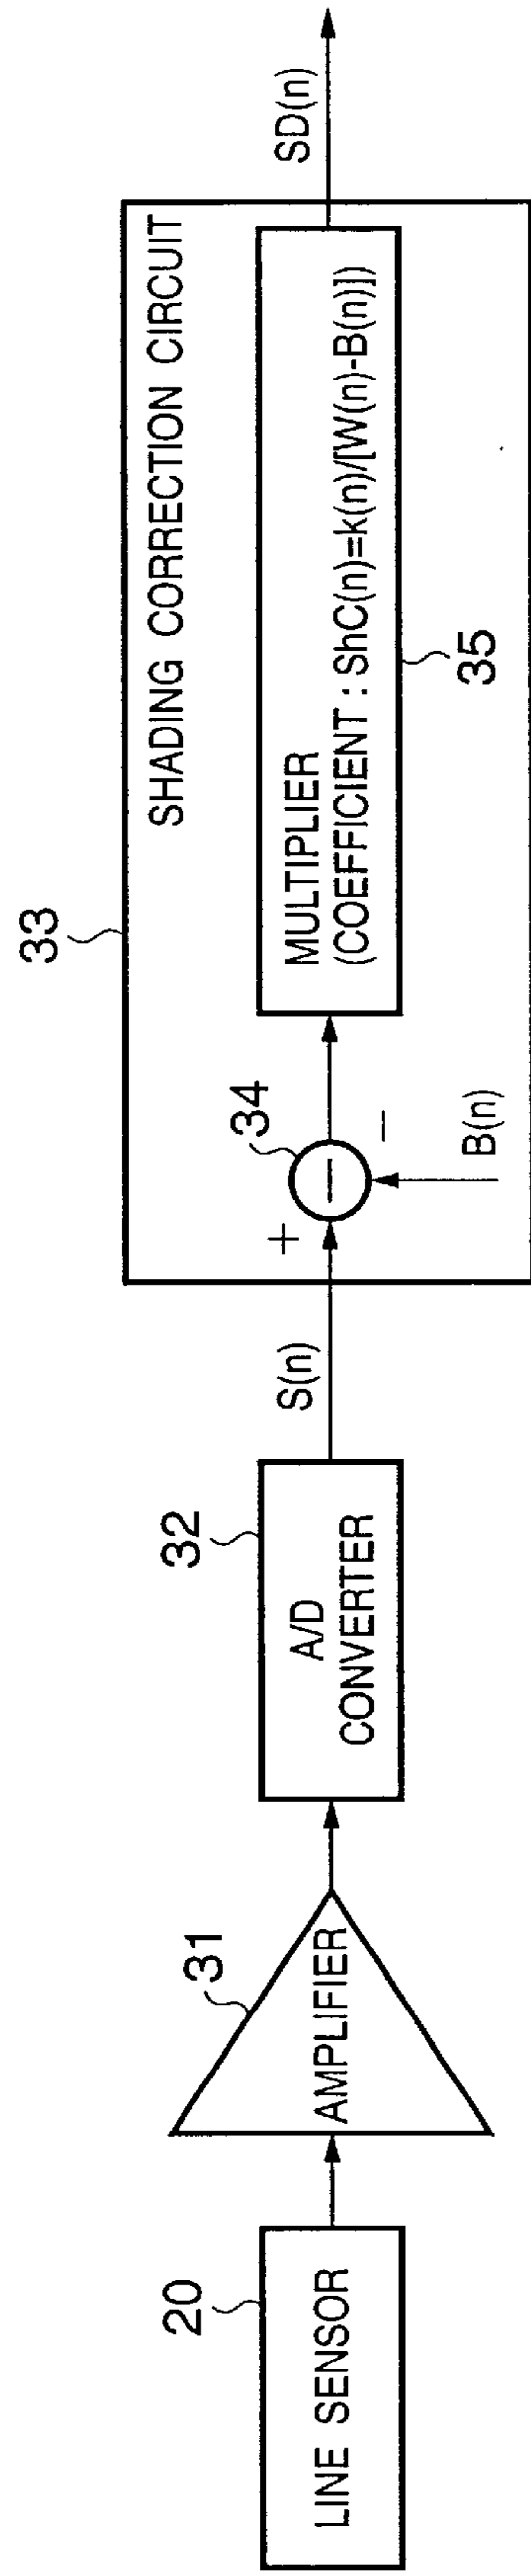 20
LINE SENSOR
31
AMPLIFIER
32
A/D
CONVERTER
S(n)
33
SHADING CORRECTION CIRCUIT
+
34
−
−
B(n)
MULTIPLIER
(COEFFICIENT : ShC(n)=k(n)/[W(n)-B(n)])
35
SD(n)